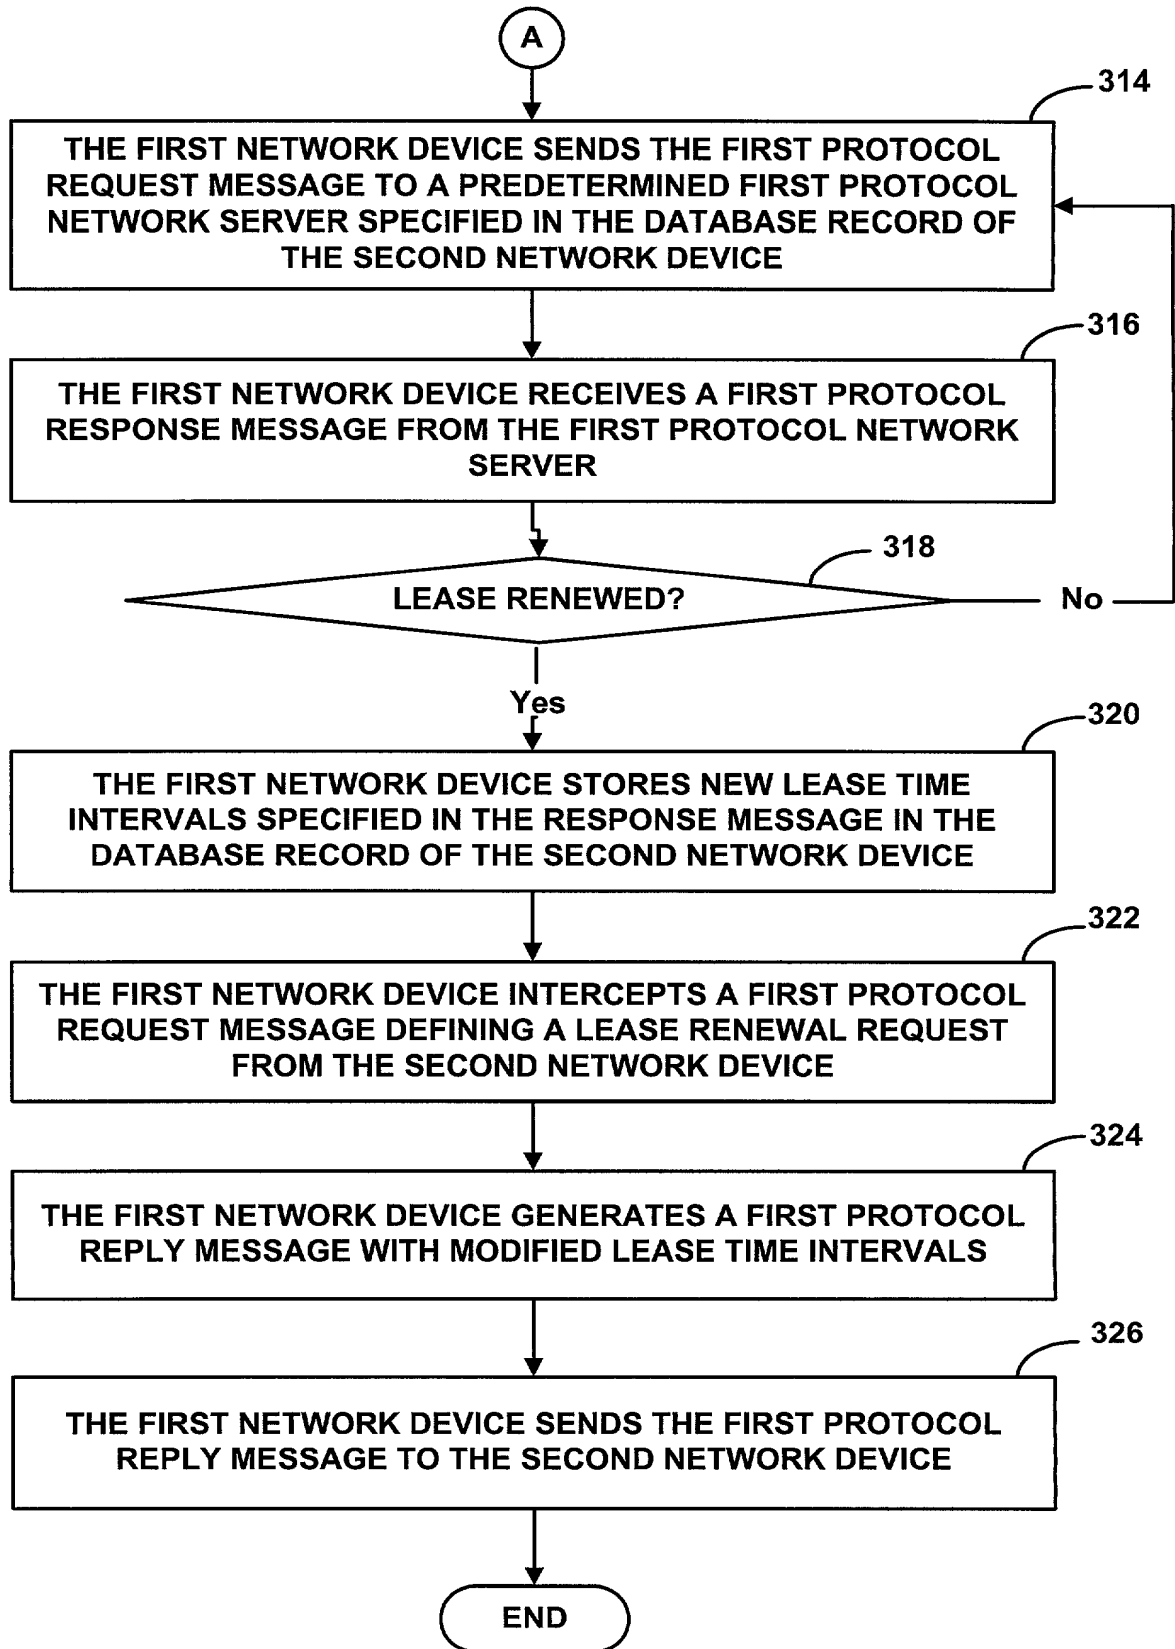 A
314
THE FIRST NETWORK DEVICE SENDS THE FIRST PROTOCOL
REQUEST MESSAGE TO A PREDETERMINED FIRST PROTOCOL
NETWORK SERVER SPECIFIED IN THE DATABASE RECORD OF
THE SECOND NETWORK DEVICE
316
THE FIRST NETWORK DEVICE RECEIVES A FIRST PROTOCOL
RESPONSE MESSAGE FROM THE FIRST PROTOCOL NETWORK
SERVER
318
LEASE RENEWED?
No
Yes
320
THE FIRST NETWORK DEVICE STORES NEW LEASE TIME
INTERVALS SPECIFIED IN THE RESPONSE MESSAGE IN THE
DATABASE RECORD OF THE SECOND NETWORK DEVICE
322
THE FIRST NETWORK DEVICE INTERCEPTS A FIRST PROTOCOL
REQUEST MESSAGE DEFINING A LEASE RENEWAL REQUEST
FROM THE SECOND NETWORK DEVICE
324
THE FIRST NETWORK DEVICE GENERATES A FIRST PROTOCOL
REPLY MESSAGE WITH MODIFIED LEASE TIME INTERVALS
326
THE FIRST NETWORK DEVICE SENDS THE FIRST PROTOCOL
REPLY MESSAGE TO THE SECOND NETWORK DEVICE
END